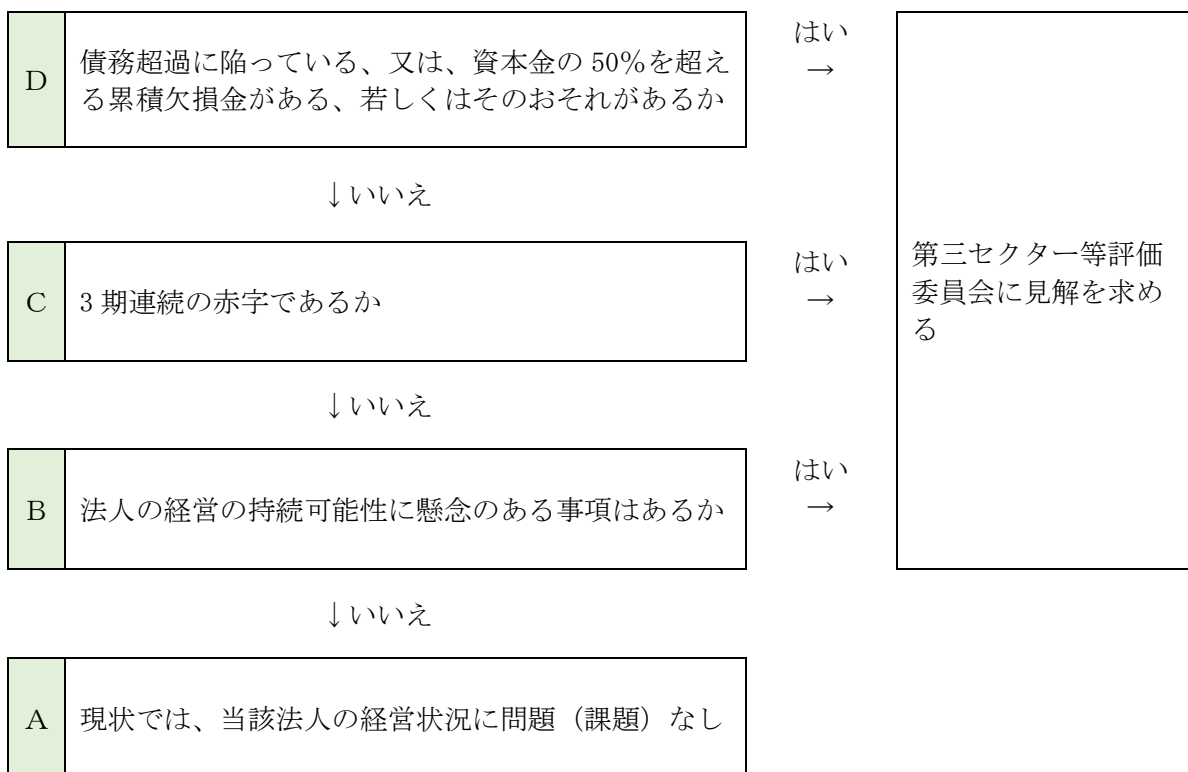 D
債務超過に陥っている、又は、資本金の 50%を超え
る累積欠損金がある、若しくはそのおそれがあるか
はい
→
↓いいえ
C
3 期連続の赤字であるか
はい
→
第三セクター等評価
委員会に見解を求め
る
↓いいえ
B
法人の経営の持続可能性に懸念のある事項はあるか
はい
→
↓いいえ
A
現状では、当該法人の経営状況に問題（課題）なし